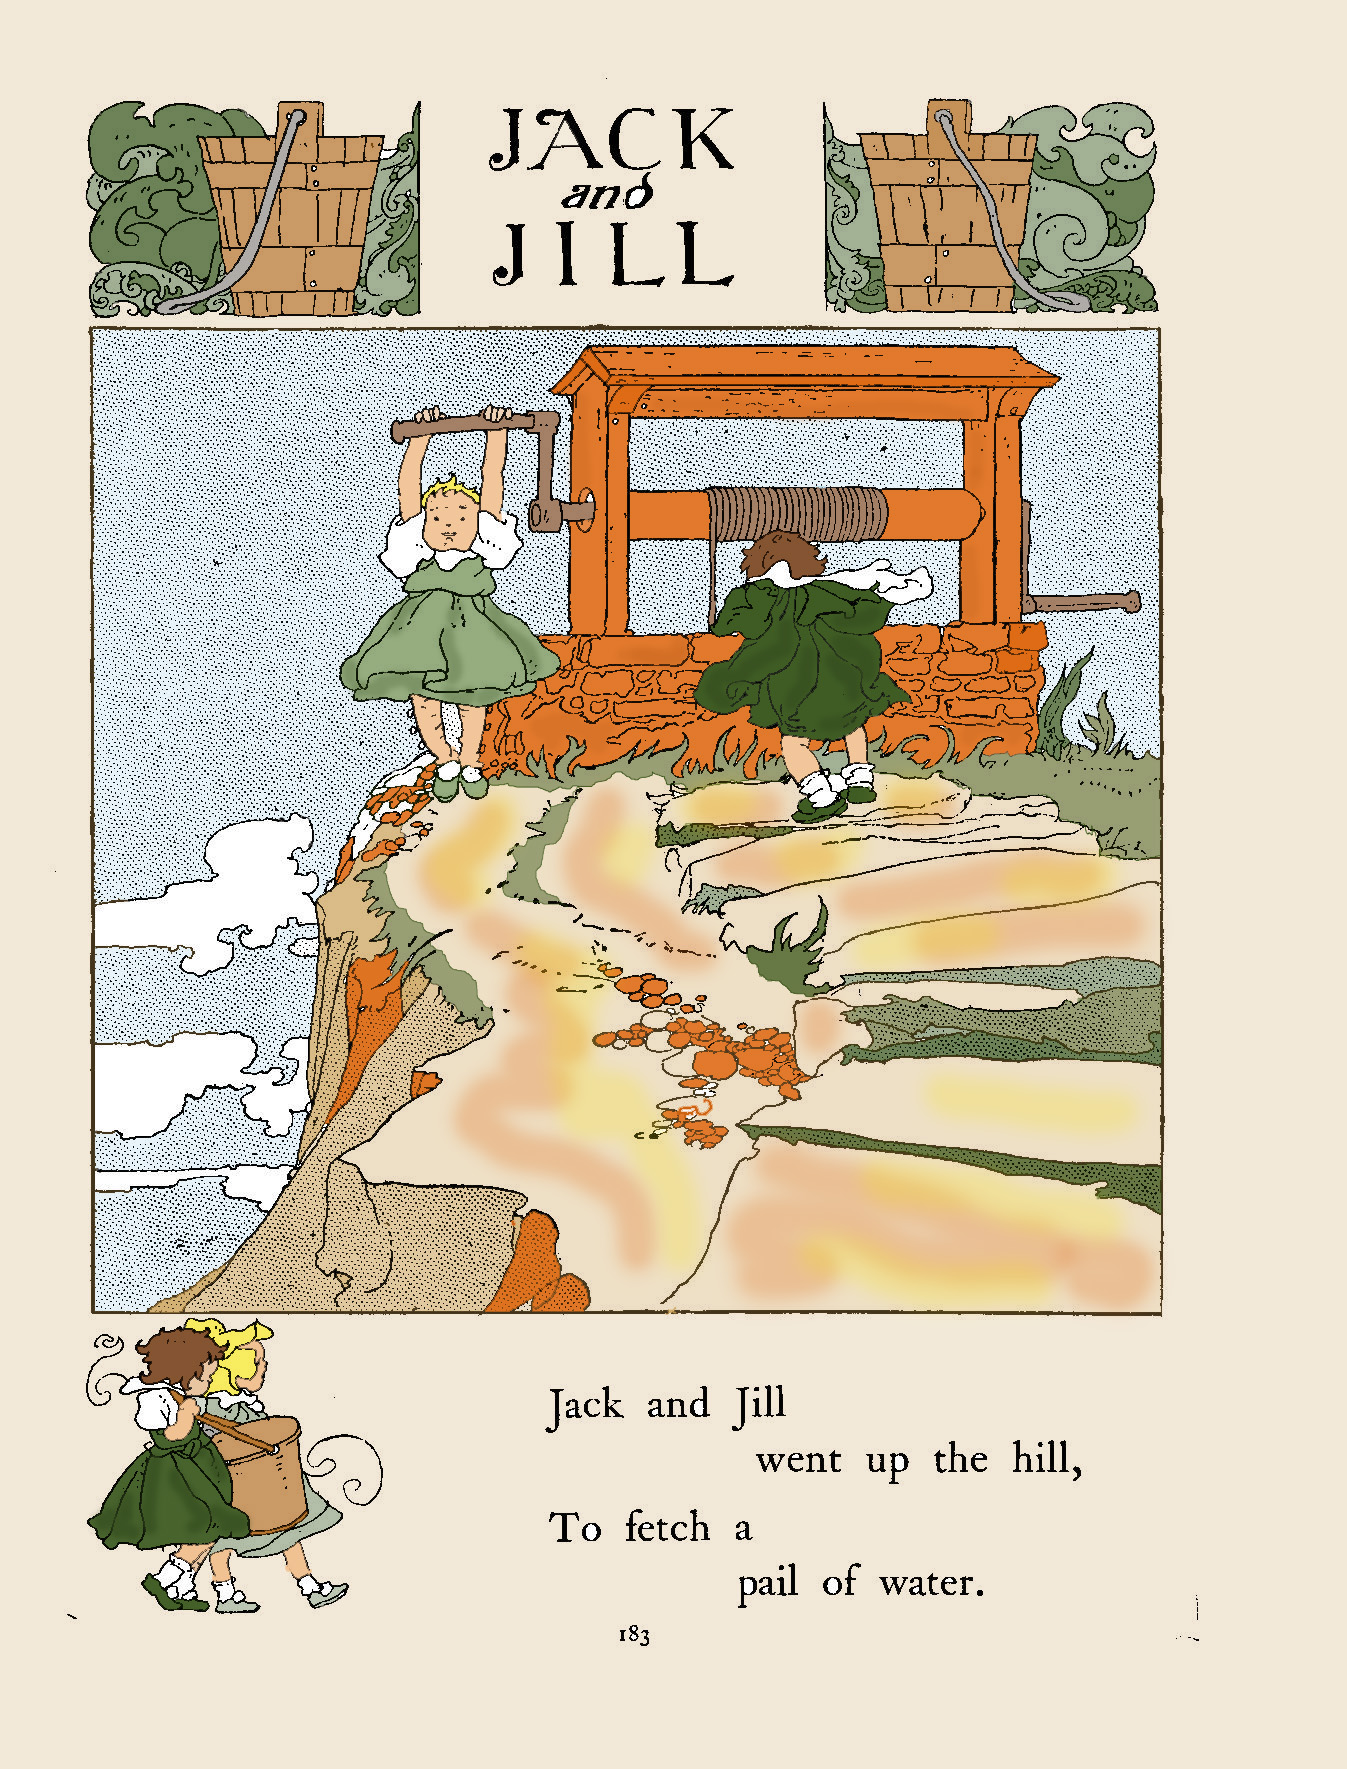 JACK
and
JILL
Jack and Jill
went up the hill,
To fetch a
pail of water.
183